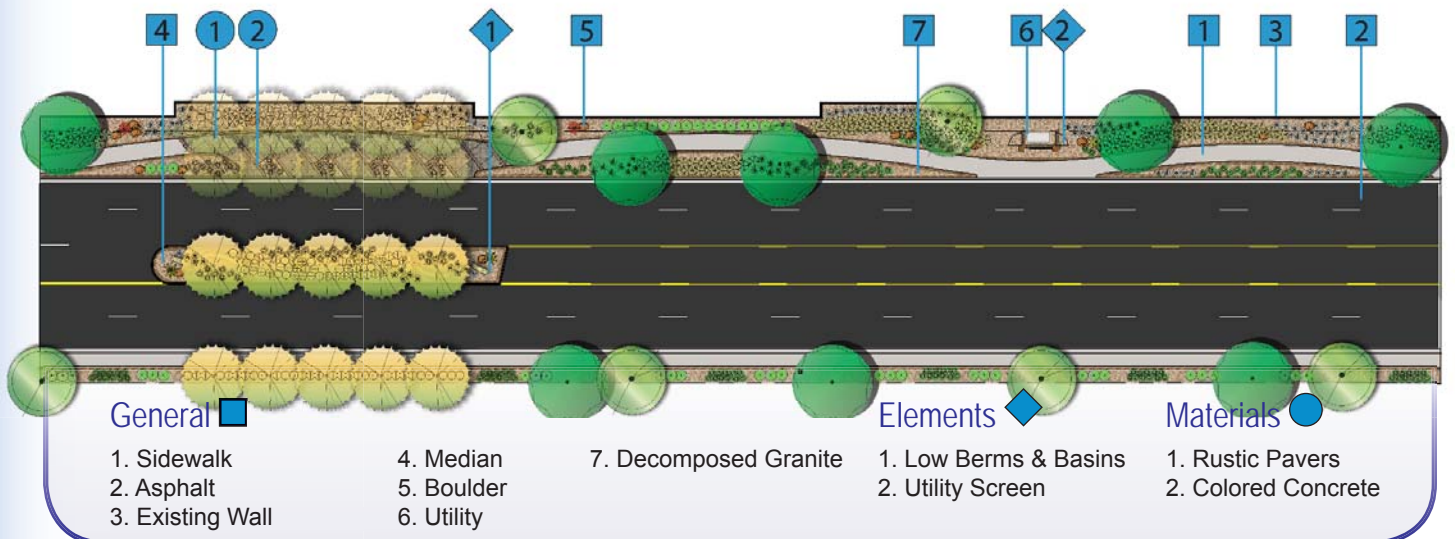 4 1 2 1 5 7 6 2 1 3 2
General
1. Sidewalk
2. Asphalt
3. Existing Wall
4. Median
5. Boulder
6. Utility
7. Decomposed Granite
Elements
1. Low Berms & Basins
2. Utility Screen
Materials
1. Rustic Pavers
2. Colored Concrete